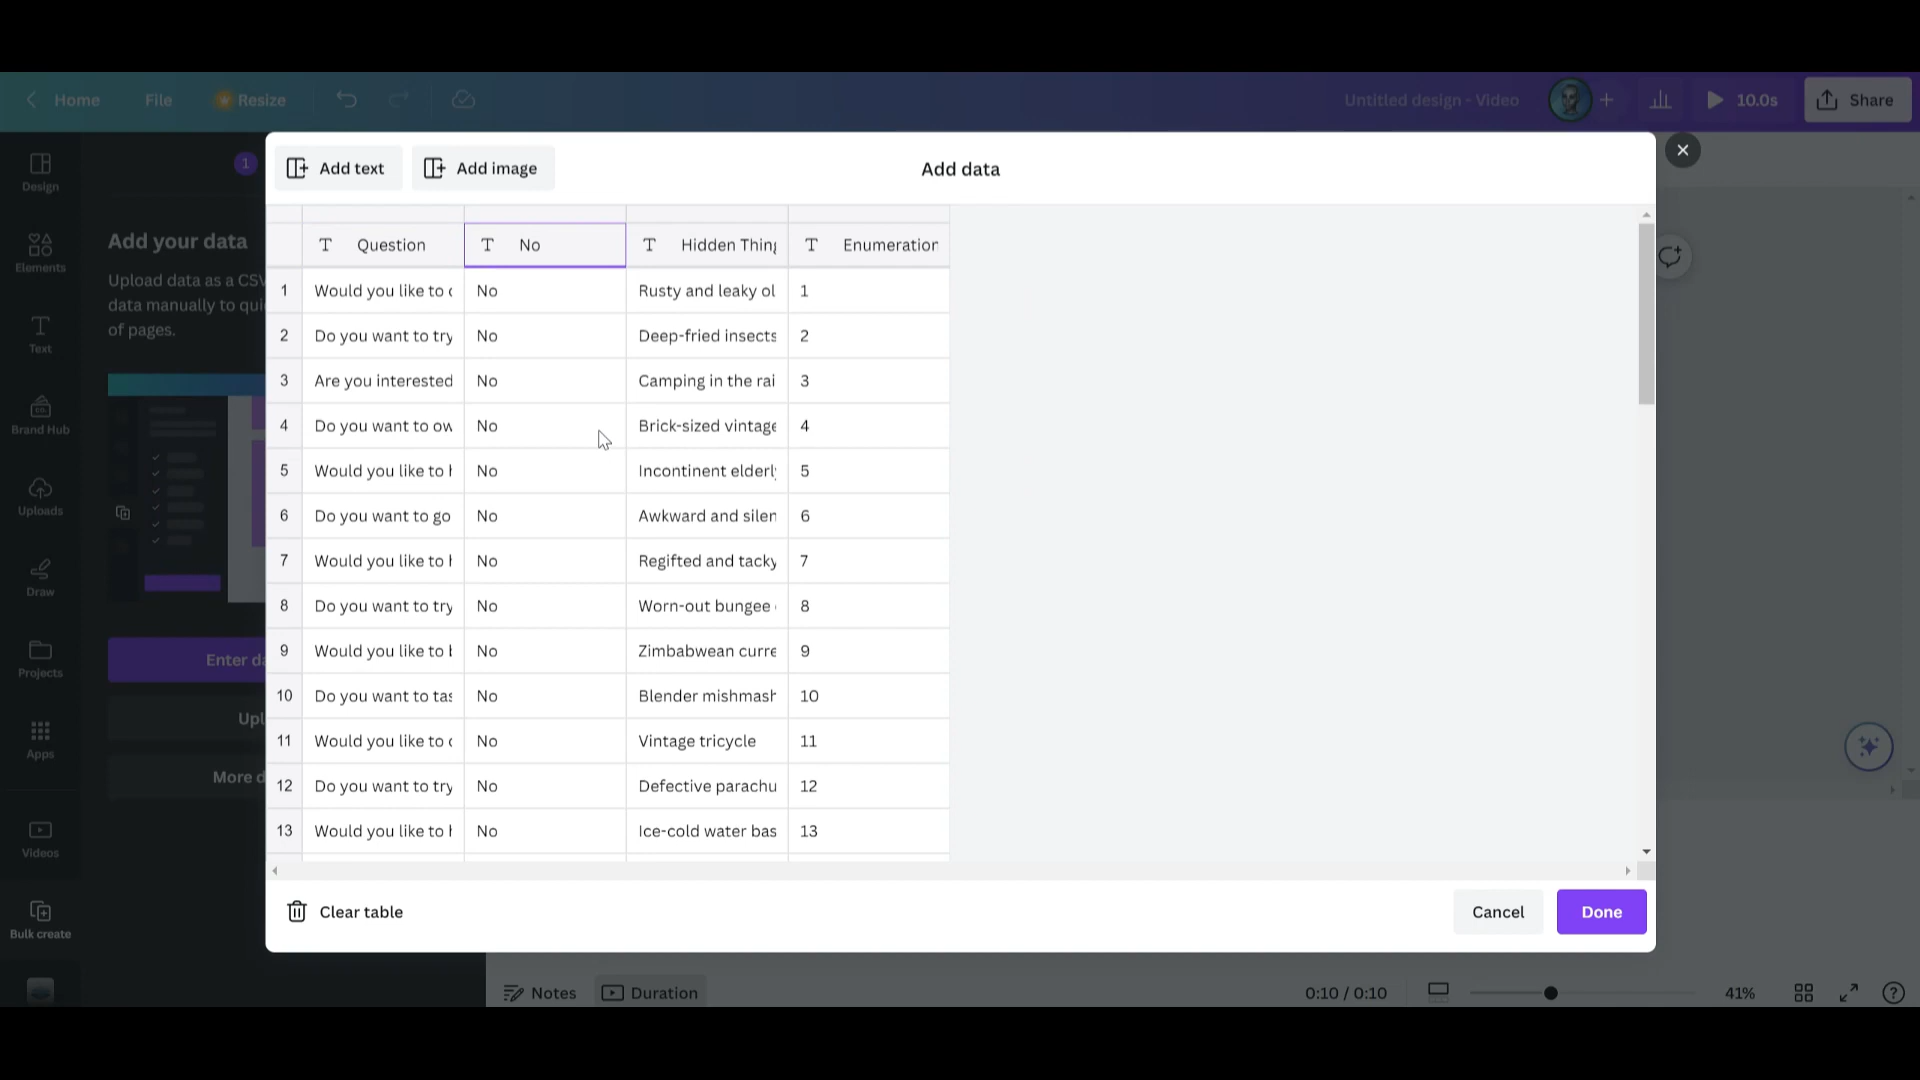 Home File Resize Untitled design - Video 10.0s Share
Design
Elements
Text
Brand Hub
Uploads
Draw
Projects
Apps
Videos
Bulk create
1
Add your data
Upload data as a CSV
data manually to qui
of pages.
Enter da
Upl
More d
Add text Add image Add data
Question No Hidden Thing Enumeration
1 Would you like to No Rusty and leaky ol 1
2 Do you want to try No Deep-fried insects 2
3 Are you interested No Camping in the rai 3
4 Do you want to ow No Brick-sized vintage 4
5 Would you like to No Incontinent elderl 5
6 Do you want to go No Awkward and silen 6
7 Would you like to No Regifted and tacky 7
8 Do you want to try No Worn-out bungee 8
9 Would you like to No Zimbabwean curre 9
10 Do you want to tas No Blender mishmash 10
11 Would you like to No Vintage tricycle 11
12 Do you want to try No Defective parachu 12
13 Would you like to No Ice-cold water bas 13
Clear table Cancel Done
Notes Duration 0:10 / 0:10 41%